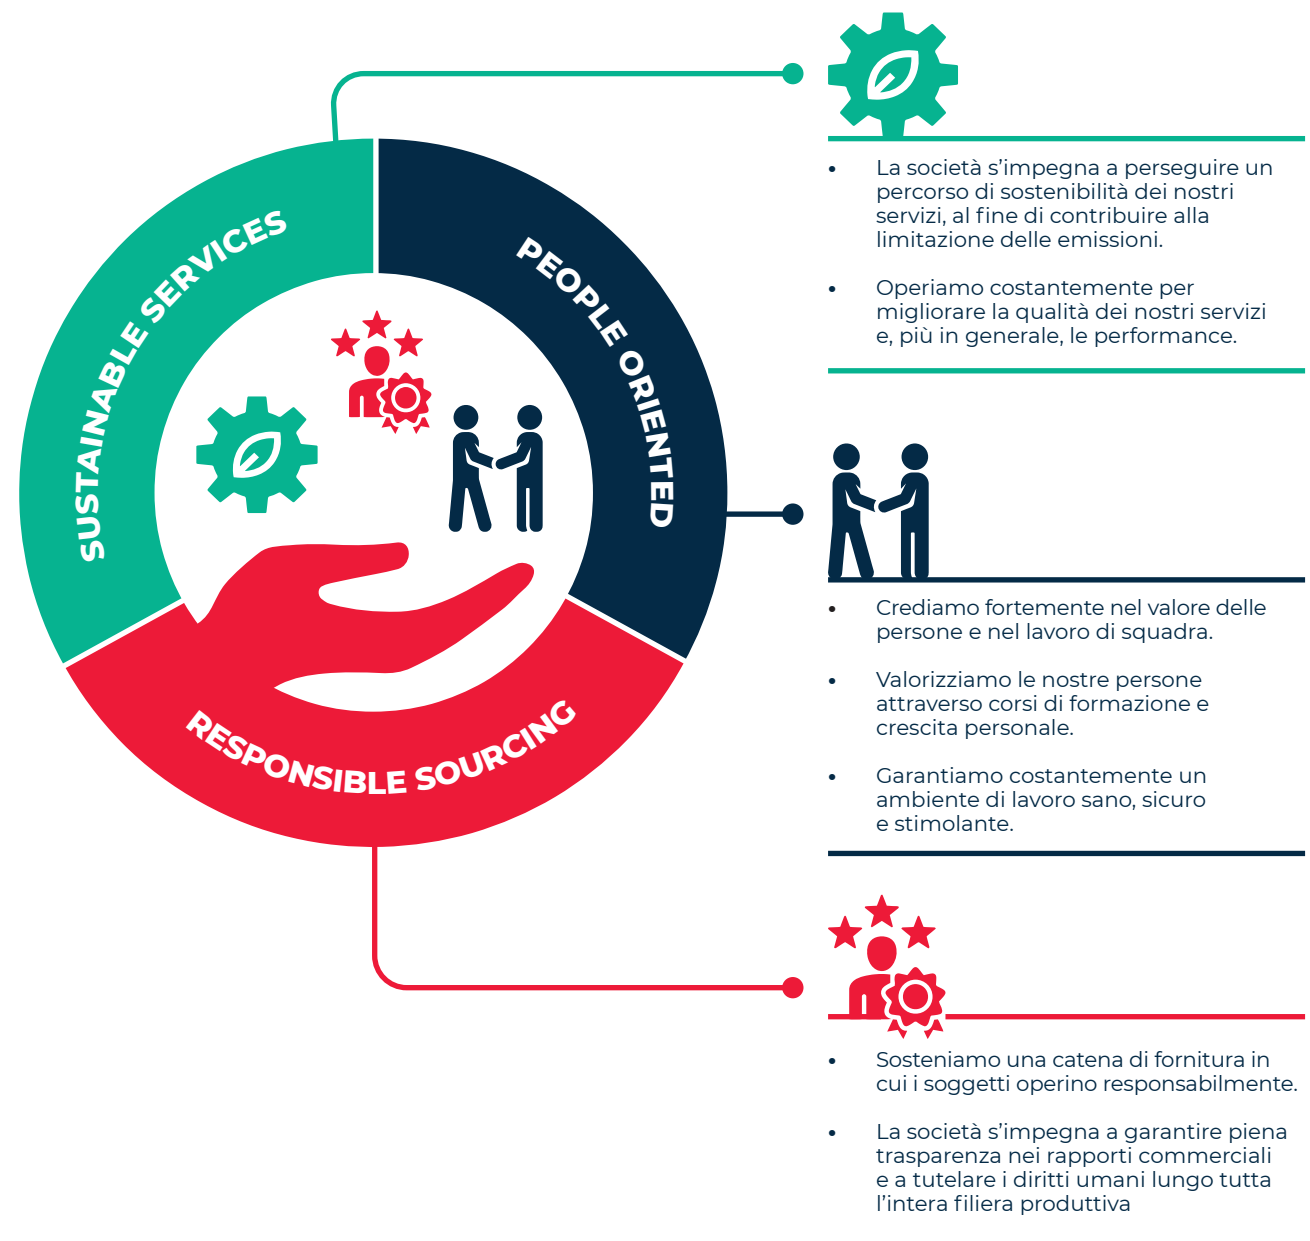 SUSTAINABLE SERVICES
PEOPLE ORIENTED
RESPONSIBLE SOURCING
• La società s’impegna a perseguire un
percorso di sostenibilità dei nostri
servizi, al fine di contribuire alla
limitazione delle emissioni.
• Operiamo costantemente per
migliorare la qualità dei nostri servizi
e, più in generale, le performance.
• Crediamo fortemente nel valore delle
persone e nel lavoro di squadra.
• Valorizziamo le nostre persone
attraverso corsi di formazione e
crescita personale.
• Garantiamo costantemente un
ambiente di lavoro sano, sicuro
e stimolante.
• Sosteniamo una catena di fornitura in
cui i soggetti operino responsabilmente.
• La società s’impegna a garantire piena
trasparenza nei rapporti commerciali
e a tutelare i diritti umani lungo tutta
l’intera filiera produttiva